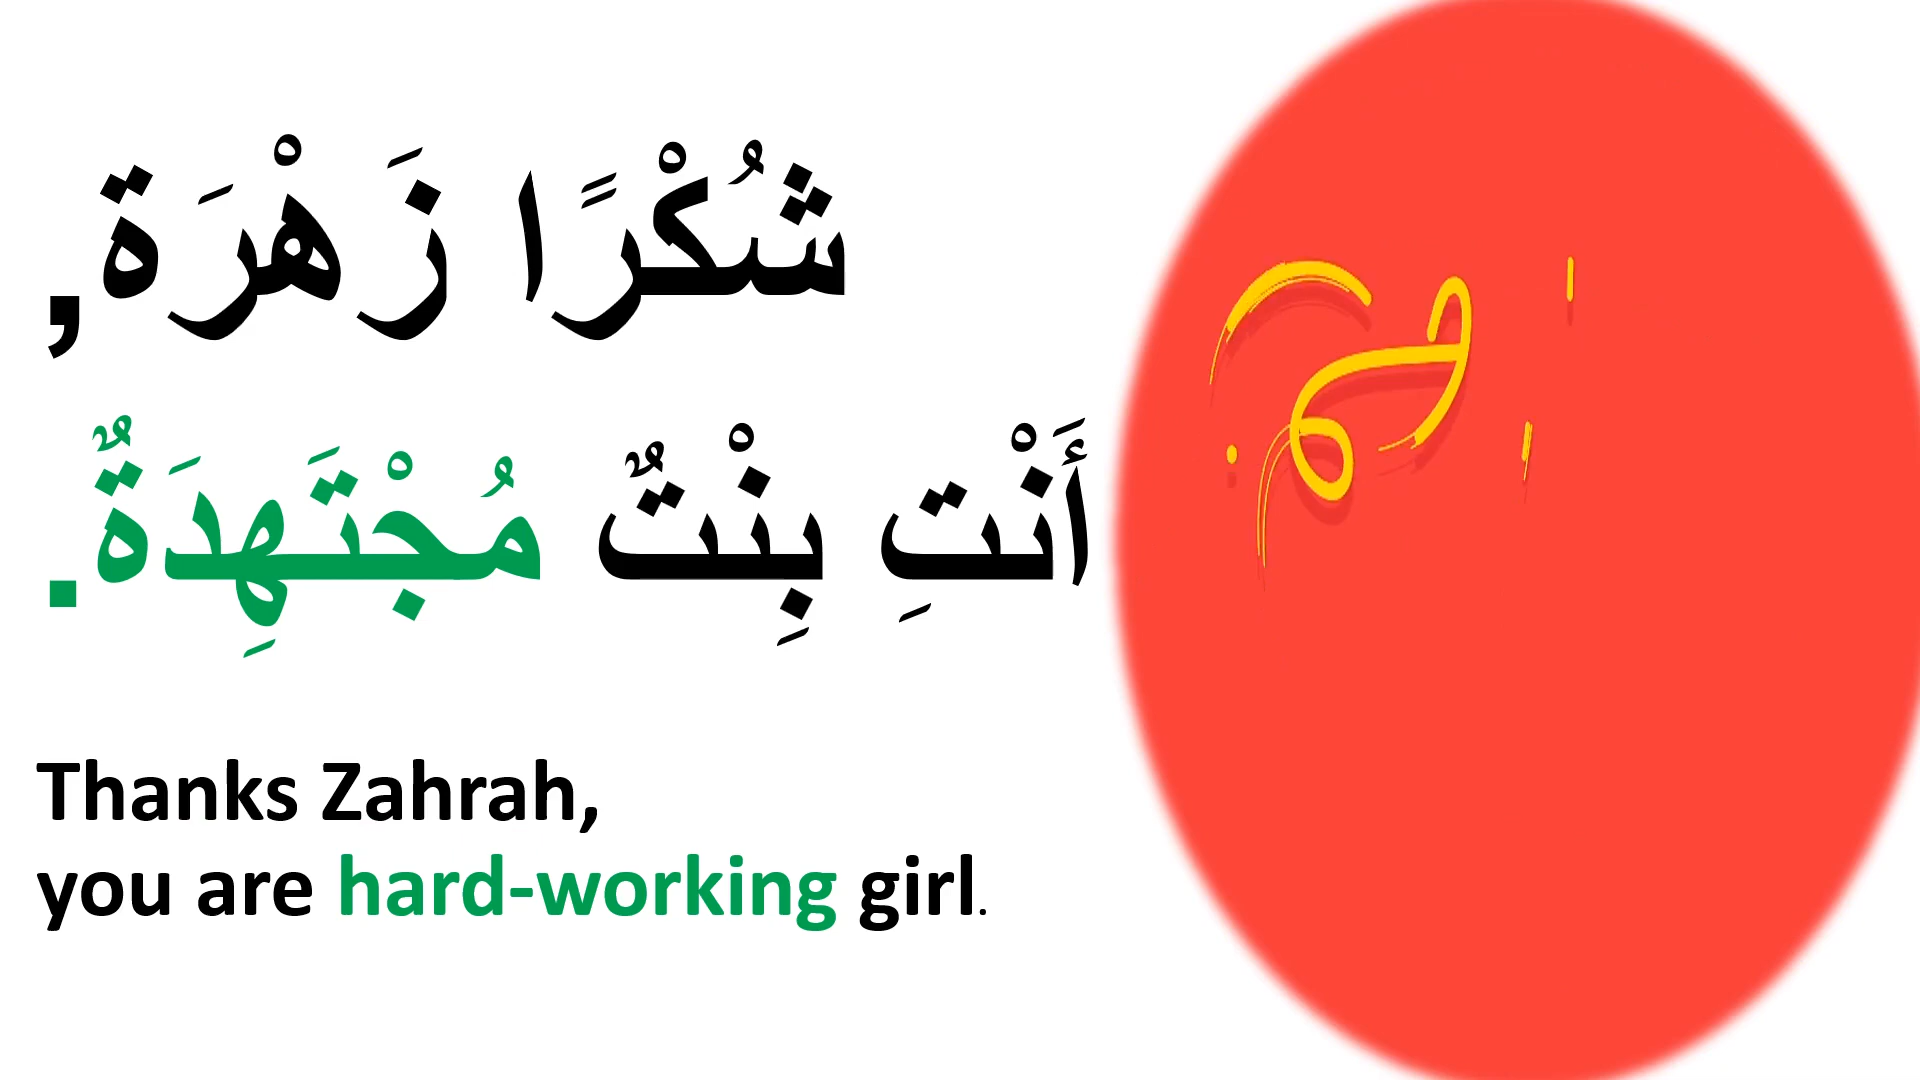 شُكْرًا زَهْرَة,
أَنْتِ بِنْتٌ مُجْتَهِدَةٌ.
Thanks Zahrah,
you are hard-working girl.